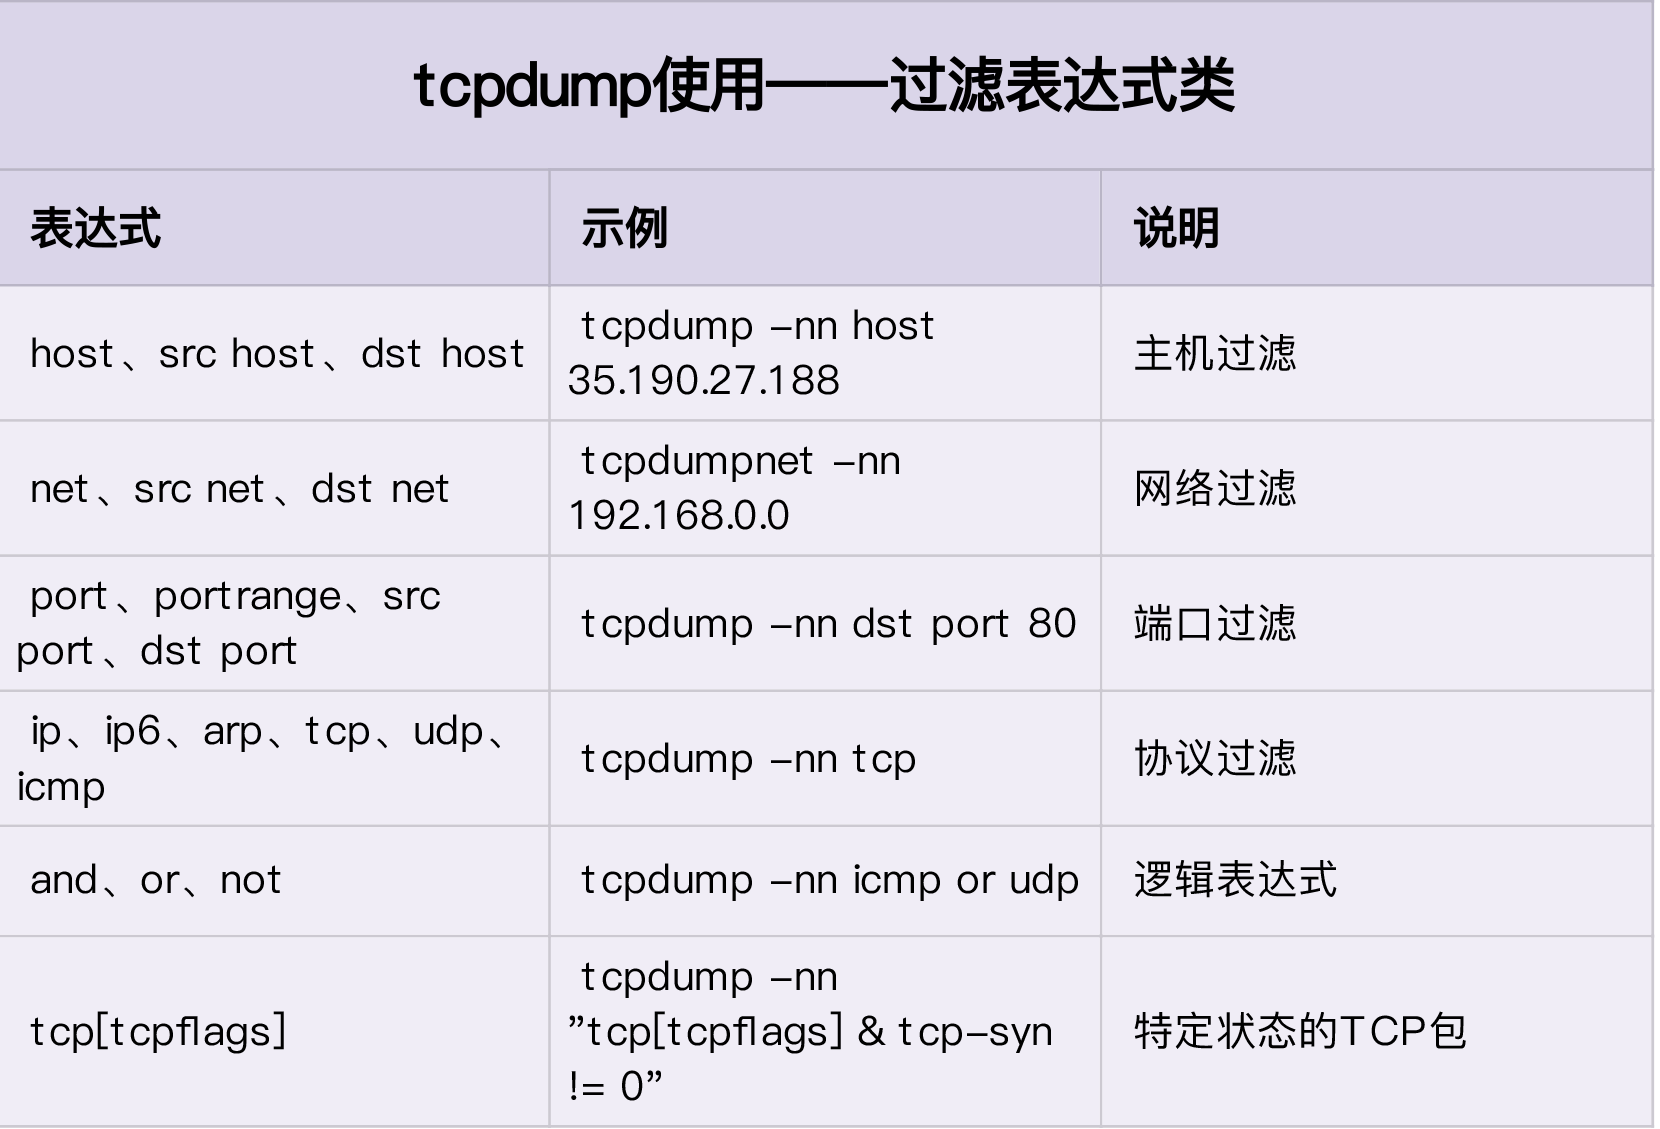 tcpdump使用——过滤表达式类
表达式
示例
说明
host、src host、dst host
tcpdump -nn host
35.190.27.188
主机过滤
net、src net、dst net
tcpdumpnet -nn
192.168.0.0
网络过滤
port、portrange、src
port、dst port
tcpdump -nn dst port 80
端口过滤
ip、ip6、arp、tcp、udp、
icmp
tcpdump -nn tcp
协议过滤
and、or、not
tcpdump -nn icmp or udp
逻辑表达式
tcp[tcpflags]
tcpdump -nn
”tcp[tcpflags] & tcp-syn
!= 0”
特定状态的TCP包